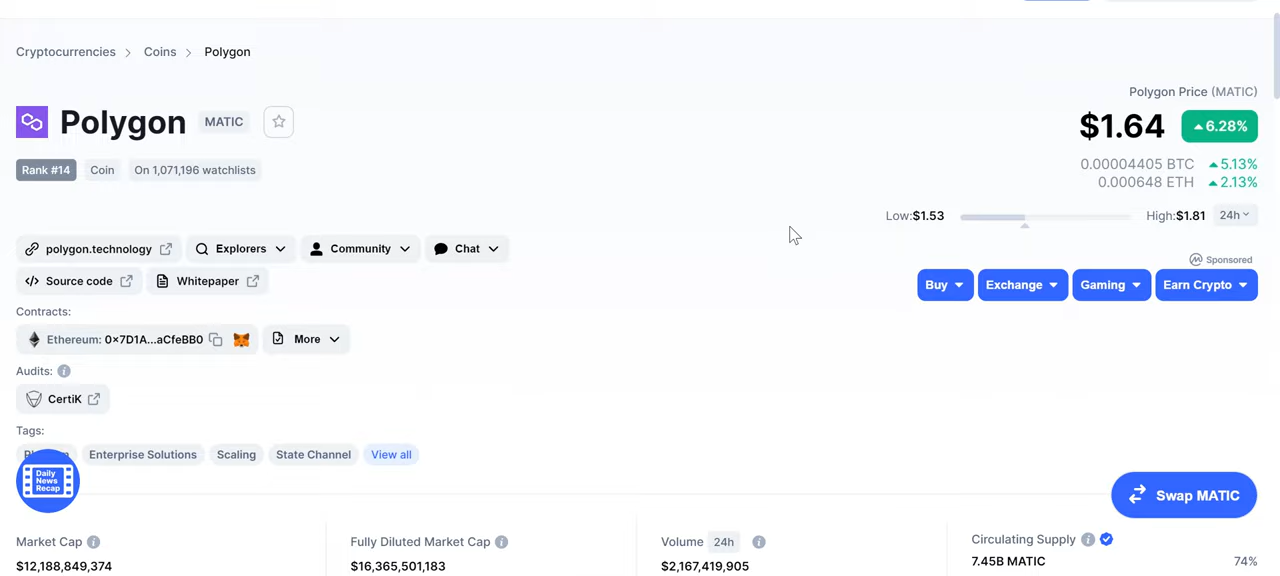 Cryptocurrencies > Coins > Polygon
Polygon Price (MATIC)
Polygon MATIC
$1.64 6.28%
Rank #14 Coin On 1,071,196 watchlists
0.00004405 BTC 5.13%
0.000648 ETH 2.13%
Low:$1.53 High:$1.81 24h
polygon.technology Explorers Community Chat
Sponsored
Source code Whitepaper
Buy Exchange Gaming Earn Crypto
Contracts:
Ethereum: 0x7D1A...aCfeBB0 More
Audits:
CertiK
Tags:
Enterprise Solutions Scaling State Channel View all
Daily
News
Recap
Swap MATIC
Market Cap Fully Diluted Market Cap Volume 24h Circulating Supply
$12,188,849,374 $16,365,501,183 $2,167,419,905 7.45B MATIC 74%